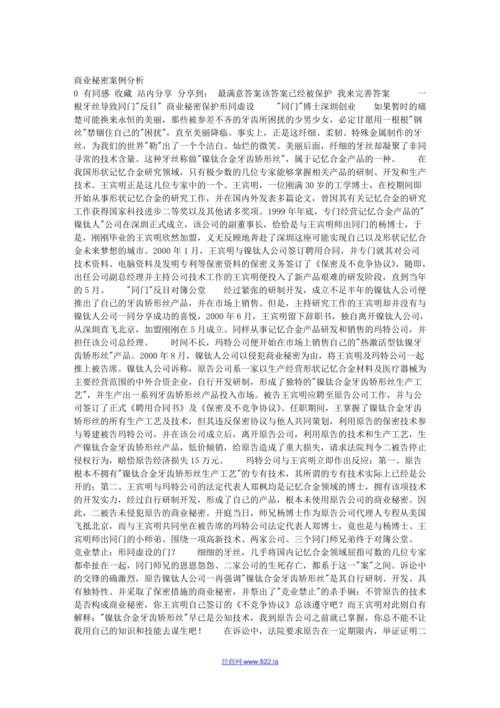 商业秘密案例分析
0 有同感 收藏 站内分享 分享到： 最满意答案该答案已经被保护 我来完善答案 一
根牙丝导致同门"反目" 商业秘密保护形同虚设 "同门"博士深圳创业 如果暂时的痛
楚可能换来永恒的美丽，那些被参差不齐的牙齿所困扰的少男少女，必定甘愿用一根根"钢
丝"禁锢住自己的"困扰"，直至美丽降临。事实上，正是这些纤细、柔韧、特殊金属制作的牙
丝，为我们的世界"勒"出了一个个洁白、灿烂的微笑。美丽后面，纤细的牙丝却凝聚了非同
寻常的技术含量。这种牙丝称做"镍钛合金牙齿矫形丝"，属于记忆合金产品的一种。 在
我国形状记忆合金研究领域，只有极少数的几位专家能够掌握相关产品的研制、开发和生产
技术、王宾明正是这几位专家中的一个。王宾明，一位刚满 30 岁的工学博士，在校期间即
开始从事形状记忆合金的研究工作，并在国内外发表多篇论文，曾因其有关记忆合金的研究
工作获得国家科技进步二等奖以及其他诸多奖项。1999 年年底，专门经营记忆合金产品的"
镍钛人"公司在深圳正式成立，该公司的副董事长，恰恰是与王宾明师出同门的杨博士，于
是，刚刚毕业的王宾明欣然加盟，义无反顾地奔赴了深圳这座可能实现自己以及形状记忆合
金未来梦想的城市。2000 年 1 月，王宾明与镍钛人公司签订聘用合同，并专门就其对公司
技术资料、电脑资料及发明专利等保密资料的保密义务签订了《保密及不竞争协议》，随即，
出任公司副总经理并主持公司技术工作的王宾明便投入了新产品艰难的研发阶段，直到当年
的 5 月。 "同门"反目对簿公堂 经过紧张的研制开发，成立不足半年的镍钛人公司便
推出了自己的牙齿矫形丝产品，并在市场上销售。但是，主持研究工作的王宾明却并没有与
镍钛人公司一同分享成功的喜悦，2000 年 6 月，王宾明留下辞职书，独自离开镍钛人公司，
从深圳直飞北京，加盟刚刚在 5 月成立、同样从事记忆合金产品研发和销售的玛特公司，并
担任该公司总经理。 时间不长，玛特公司便开始在市场上销售自己的"热激活型钛镍牙
齿矫形丝"产品。2000 年 8 月，镍钛人公司以侵犯商业秘密为由，将王宾明及玛特公司一起
推上被告席。镍钛人公司诉称，原告公司系一家以生产经营形状记忆合金材料及医疗器械为
主要经营范围的中外合资企业，自行开发研制，形成了独特的"镍钛合金牙齿矫形丝生产工
艺"，并生产出一系列牙齿矫形丝产品投入市场。被告王宾明应聘至原告公司工作，并与公
司签订了正式《聘用合同书》及《保密及不竞争协议》。任职期间，王掌握了镍钛合金牙齿
矫形丝的所有生产工艺及技术，但其违反保密协议与他人共同策划，利用原告的保密技术参
与筹建被告玛特公司，并在该公司成立后，离开原告公司，利用原告的技术和生产工艺，生
产镍钛合金牙齿矫形丝产品，低价倾销，给原告造成了重大损失，请求法院判令二被告停止
侵权行为，赔偿原告经济损失 15 万元。 玛特公司与王宾明立即作出反应：第一、原告
根本不拥有"镍钛合金牙齿矫形丝生产工艺"的专有技术，其所谓的专有技术实际上已经是公
开的；第二、王宾明与玛特公司的法定代表人郑枫均是记忆合金领域的博士，拥有该项技术
的开发实力，经过自行研制开发，形成了自己的产品，根本未使用原告公司的商业秘密。因
此，二被告未侵犯原告的商业秘密。开庭当日，师兄杨博士作为原告公司代理人专程从美国
飞抵北京，而与王宾明共同坐在被告席的玛特公司法定代表人郑博士，竟也是与杨博士、王
宾明师出同门的小师弟。围绕一项高新技术，两家公司、三个同门师兄弟终于对簿公堂。
竞业禁止：形同虚设的门？ 细细的牙丝，几乎将国内记忆合金领域屈指可数的几位专家
都牵扯在一起，同门师兄弟的恩恩怨怨、二家公司的生死存亡，都系于这一"案"之间。诉讼中
的交锋的确激烈，原告镍钛人公司一再强调"镍钛合金牙齿矫形丝"是其自行研制、开发、具
有独特性、并采取了保密措施的商业秘密，并祭出了"竞业禁止"的杀手锏：不管原告的技术
是否构成商业秘密，你王宾明自己签订的《不竞争协议》总该遵守吧？而王宾明对此则自有
解释："镍钛合金牙齿矫形丝"早已是公知技术，我到原告公司之前就已掌握，你总不能不让
我用自己的知识和技能去谋生吧！ 在诉讼中，法院要求原告在一定期限内，举证证明二
经商网 www.822.la